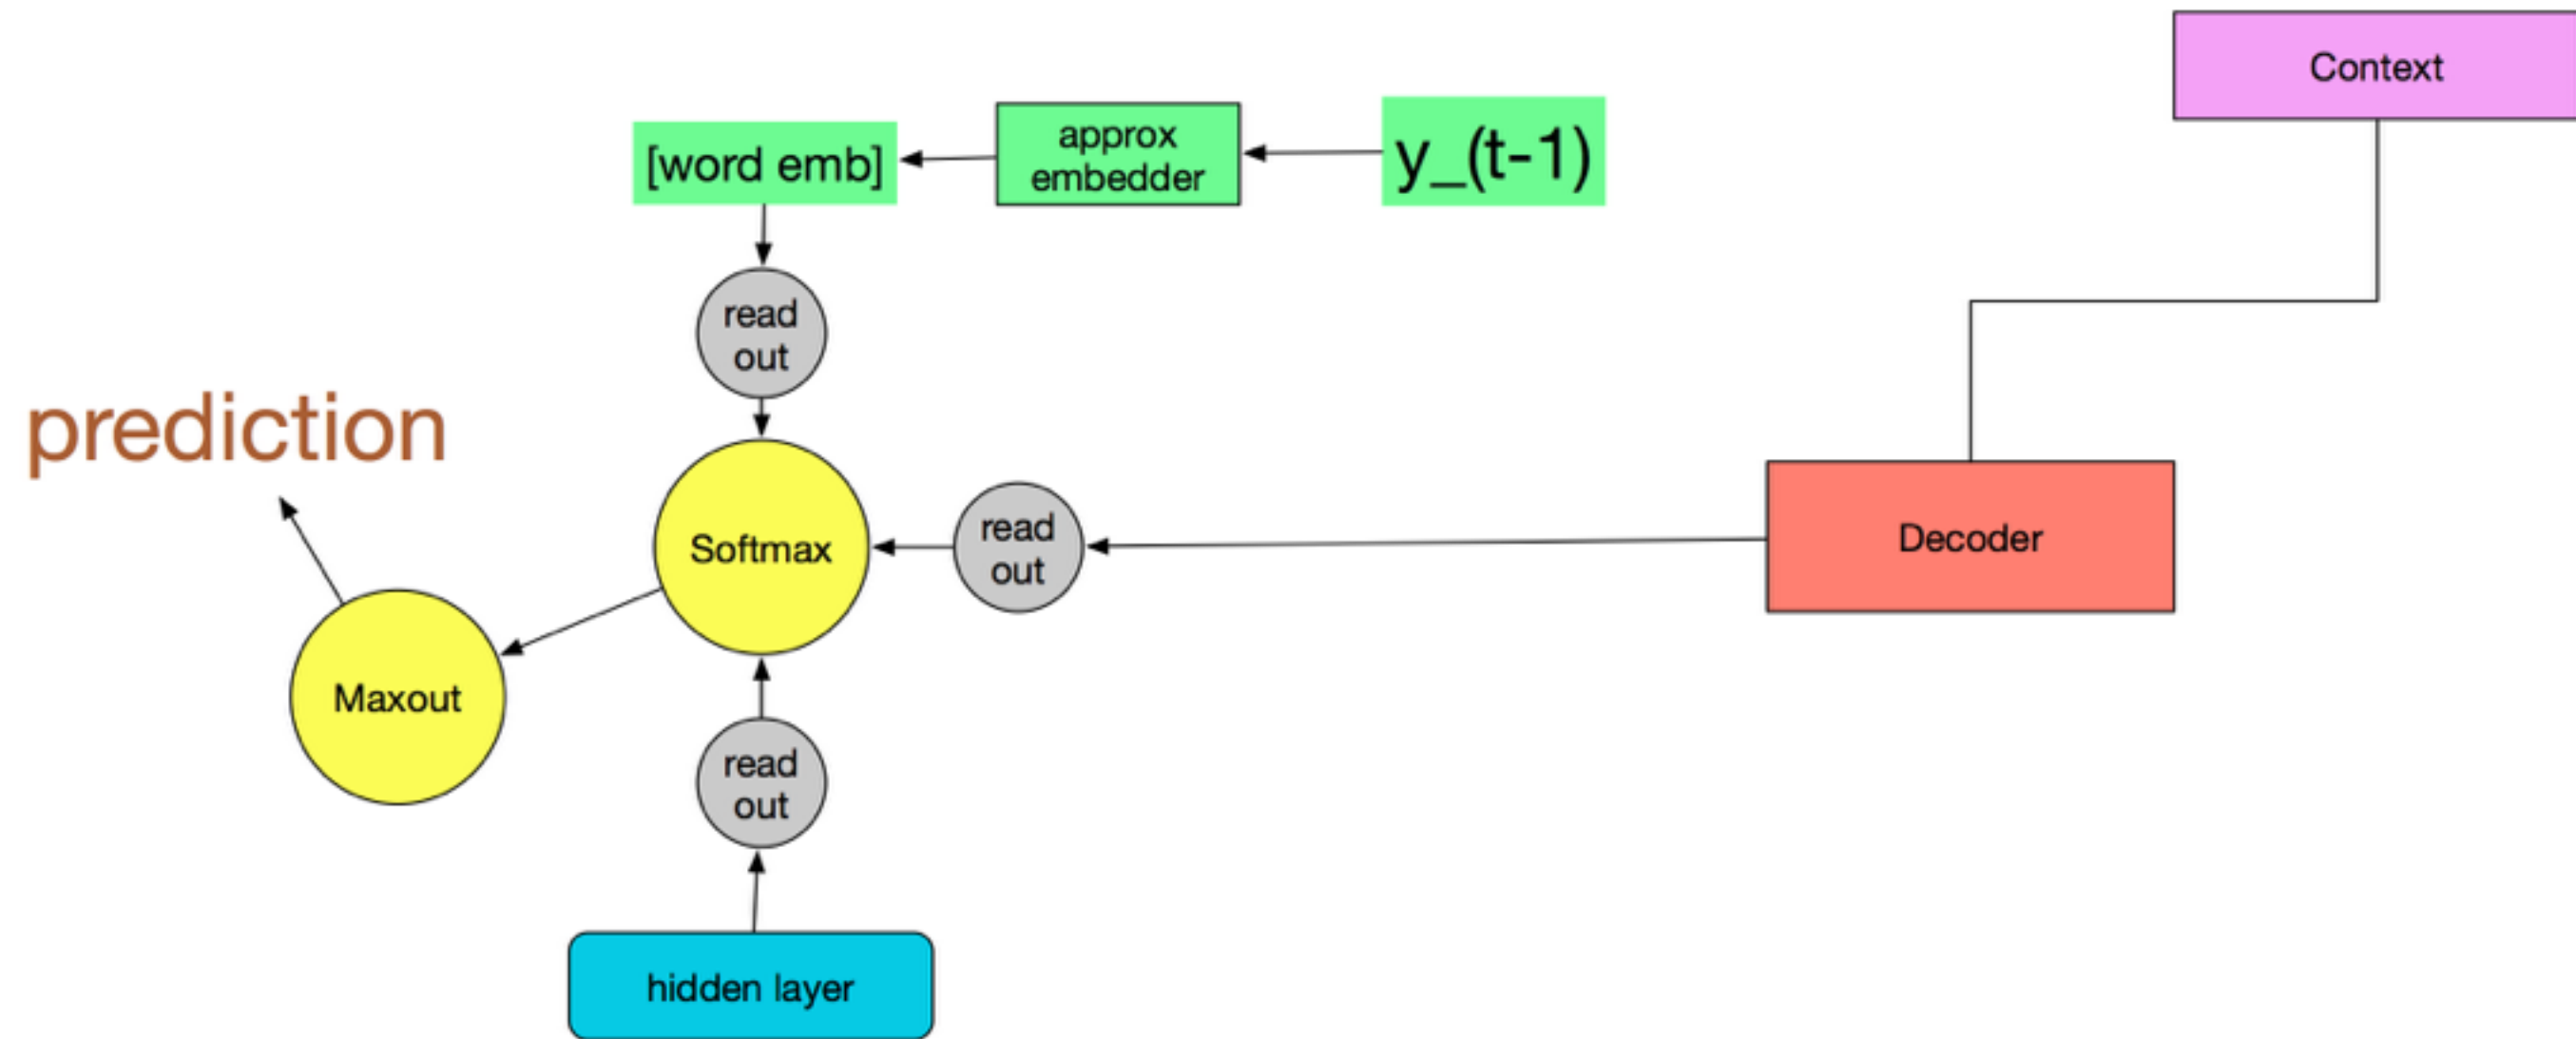 Context
approx
embedder
[word emb]
y_(t-1)
read
out
prediction
read
out
Softmax
Decoder
Maxout
read
out
hidden layer